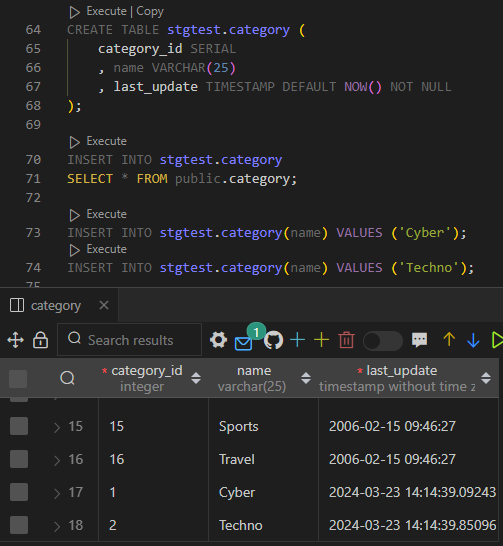 Execute | Copy
64 CREATE TABLE stgtest.category (
65 category_id SERIAL
66 , name VARCHAR(25)
67 , last_update TIMESTAMP DEFAULT NOW() NOT NULL
68 );
69
Execute
70 INSERT INTO stgtest.category
71 SELECT * FROM public.category;
72
Execute
73 INSERT INTO stgtest.category(name) VALUES ('Cyber');
Execute
74 INSERT INTO stgtest.category(name) VALUES ('Techno');
75
category
Search results 1
* category_id name * last_update
integer varchar(25) timestamp without time z
15 15 Sports 2006-02-15 09:46:27
16 16 Travel 2006-02-15 09:46:27
17 1 Cyber 2024-03-23 14:14:39.09243
18 2 Techno 2024-03-23 14:14:39.85096